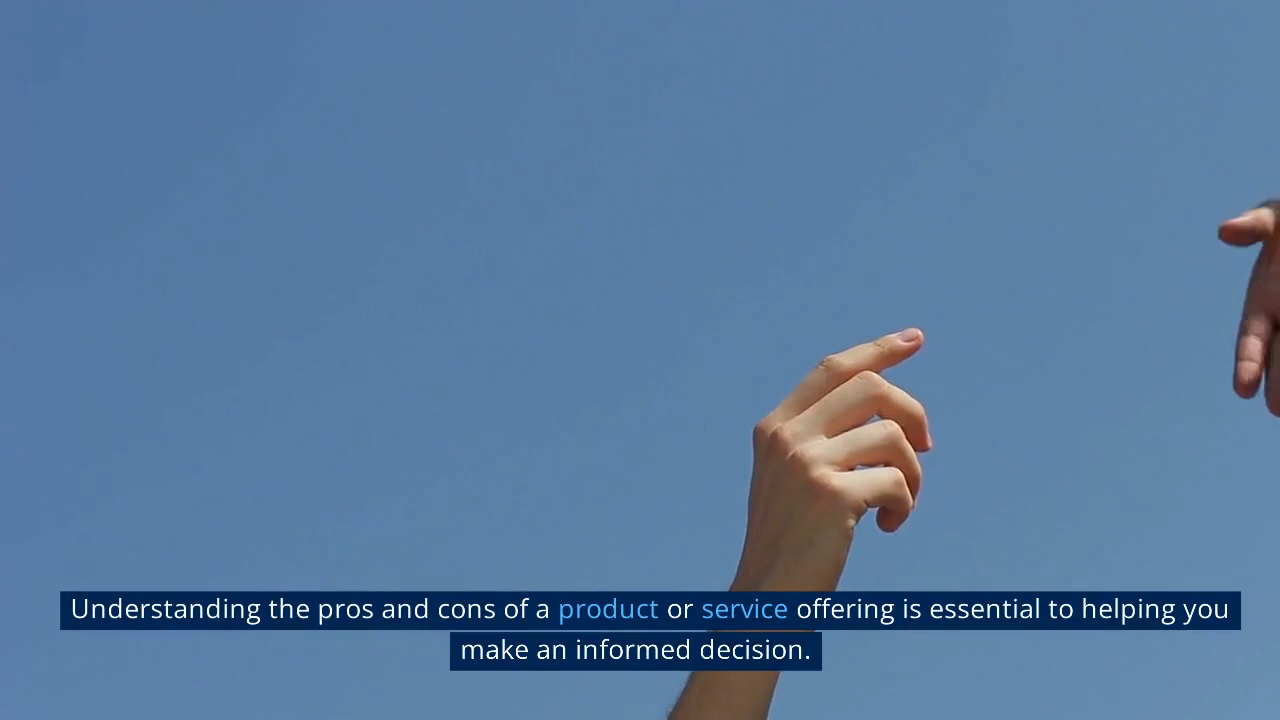 Understanding the pros and cons of a product or service offering is essential to helping you
make an informed decision.